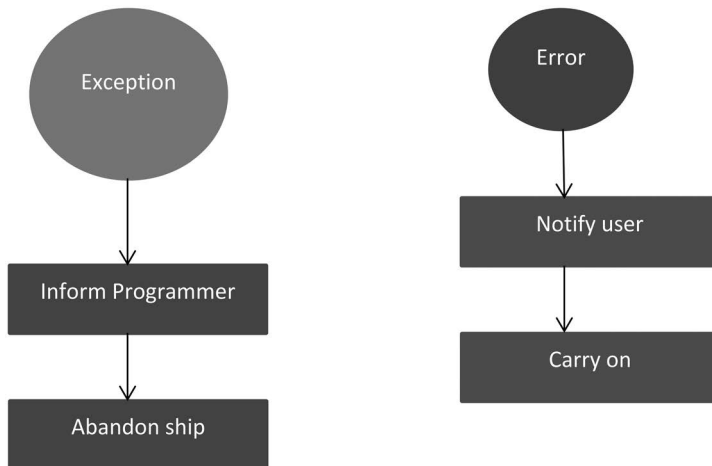 Exception
Inform Programmer
Abandon ship
Error
Notify user
Carry on